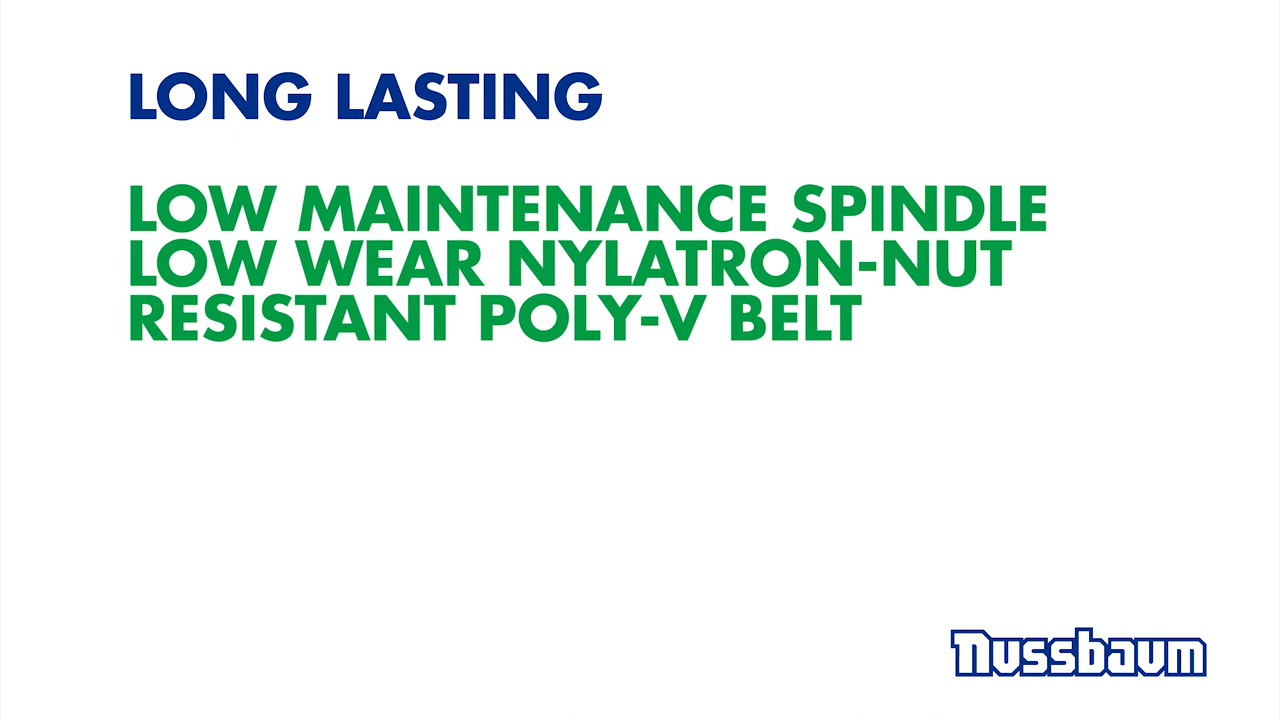 LONG LASTING
LOW MAINTENANCE SPINDLE
LOW WEAR NYLATRON-NUT
RESISTANT POLY-V BELT
Nussbaum